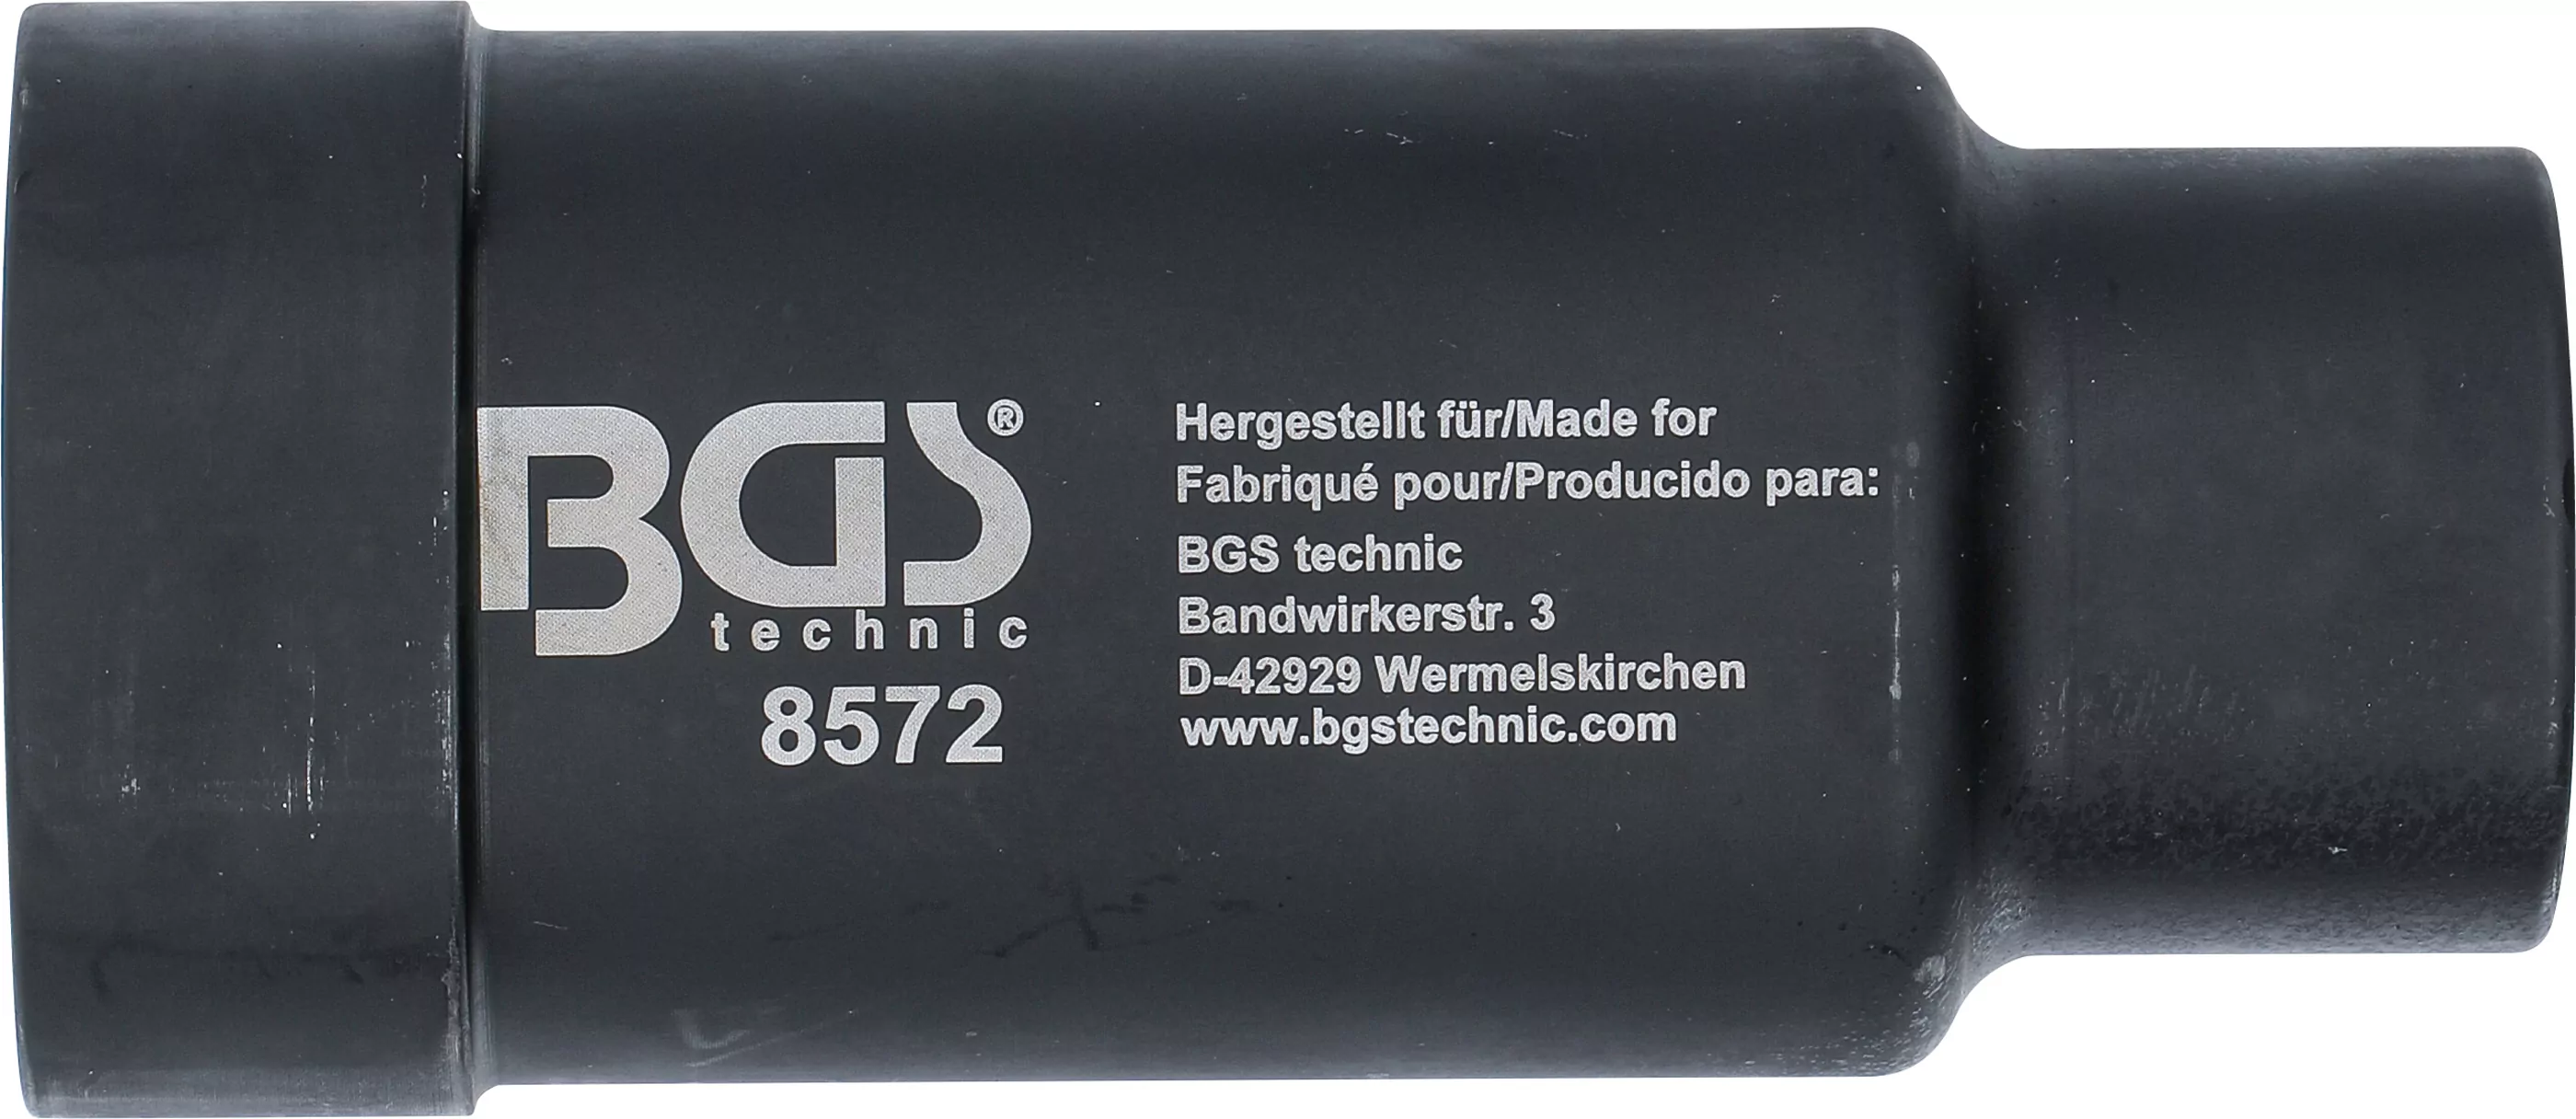 BGS®
technic
8572
Hergestellt für/Made for
Fabriqué pour/Producido para:
BGS technic
Bandwirkerstr. 3
D-42929 Wermelskirchen
www.bgstechnic.com